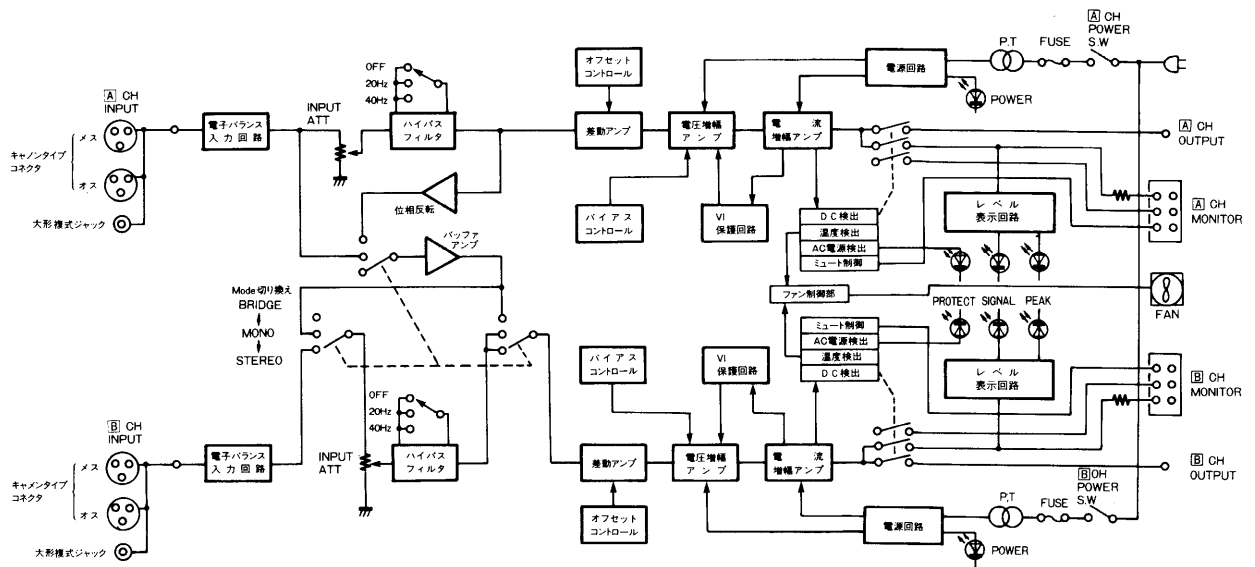 A CH
POWER
S.W
P.T
FUSE
オフセット
コントロール
電源回路
POWER
OFF
20Hz
40Hz
A CH
INPUT
メス
キャノンタイプ
コネクタ
オス
大形複式ジャック
電子バランス
入力回路
INPUT
ATT
ハイパス
フィルタ
差動アンプ
電圧増幅
アンプ
電流
増幅アンプ
A CH
OUTPUT
位相反転
バイアス
コントロール
VI
保護回路
DC検出
温度検出
AC電源検出
ミュート制御
レベル
表示回路
A CH
MONITOR
バッファ
アンプ
Mode切り換え
BRIDGE
MONO
STEREO
ファン制御部
PROTECT
SIGNAL
PEAK
FAN
バイアス
コントロール
VI
保護回路
ミュート制御
AC電源検出
温度検出
DC検出
レベル
表示回路
B CH
MONITOR
OFF
20Hz
40Hz
B CH
INPUT
メス
キャメンタイプ
コネクタ
オス
大形複式ジャック
電子バランス
入力回路
INPUT
ATT
ハイパス
フィルタ
差動アンプ
電圧増幅
アンプ
電流
増幅アンプ
B CH
OUTPUT
オフセット
コントロール
電源回路
P.T
FUSE
B OH
POWER
S.W
POWER